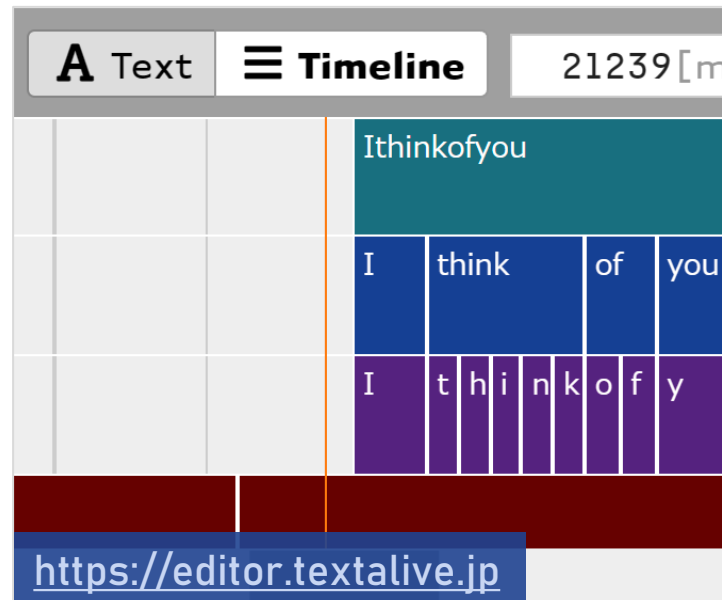 A Text Timeline 21239[m
Ithinkofyou
I think of you
I t h i n k o f y
https://editor.textalive.jp